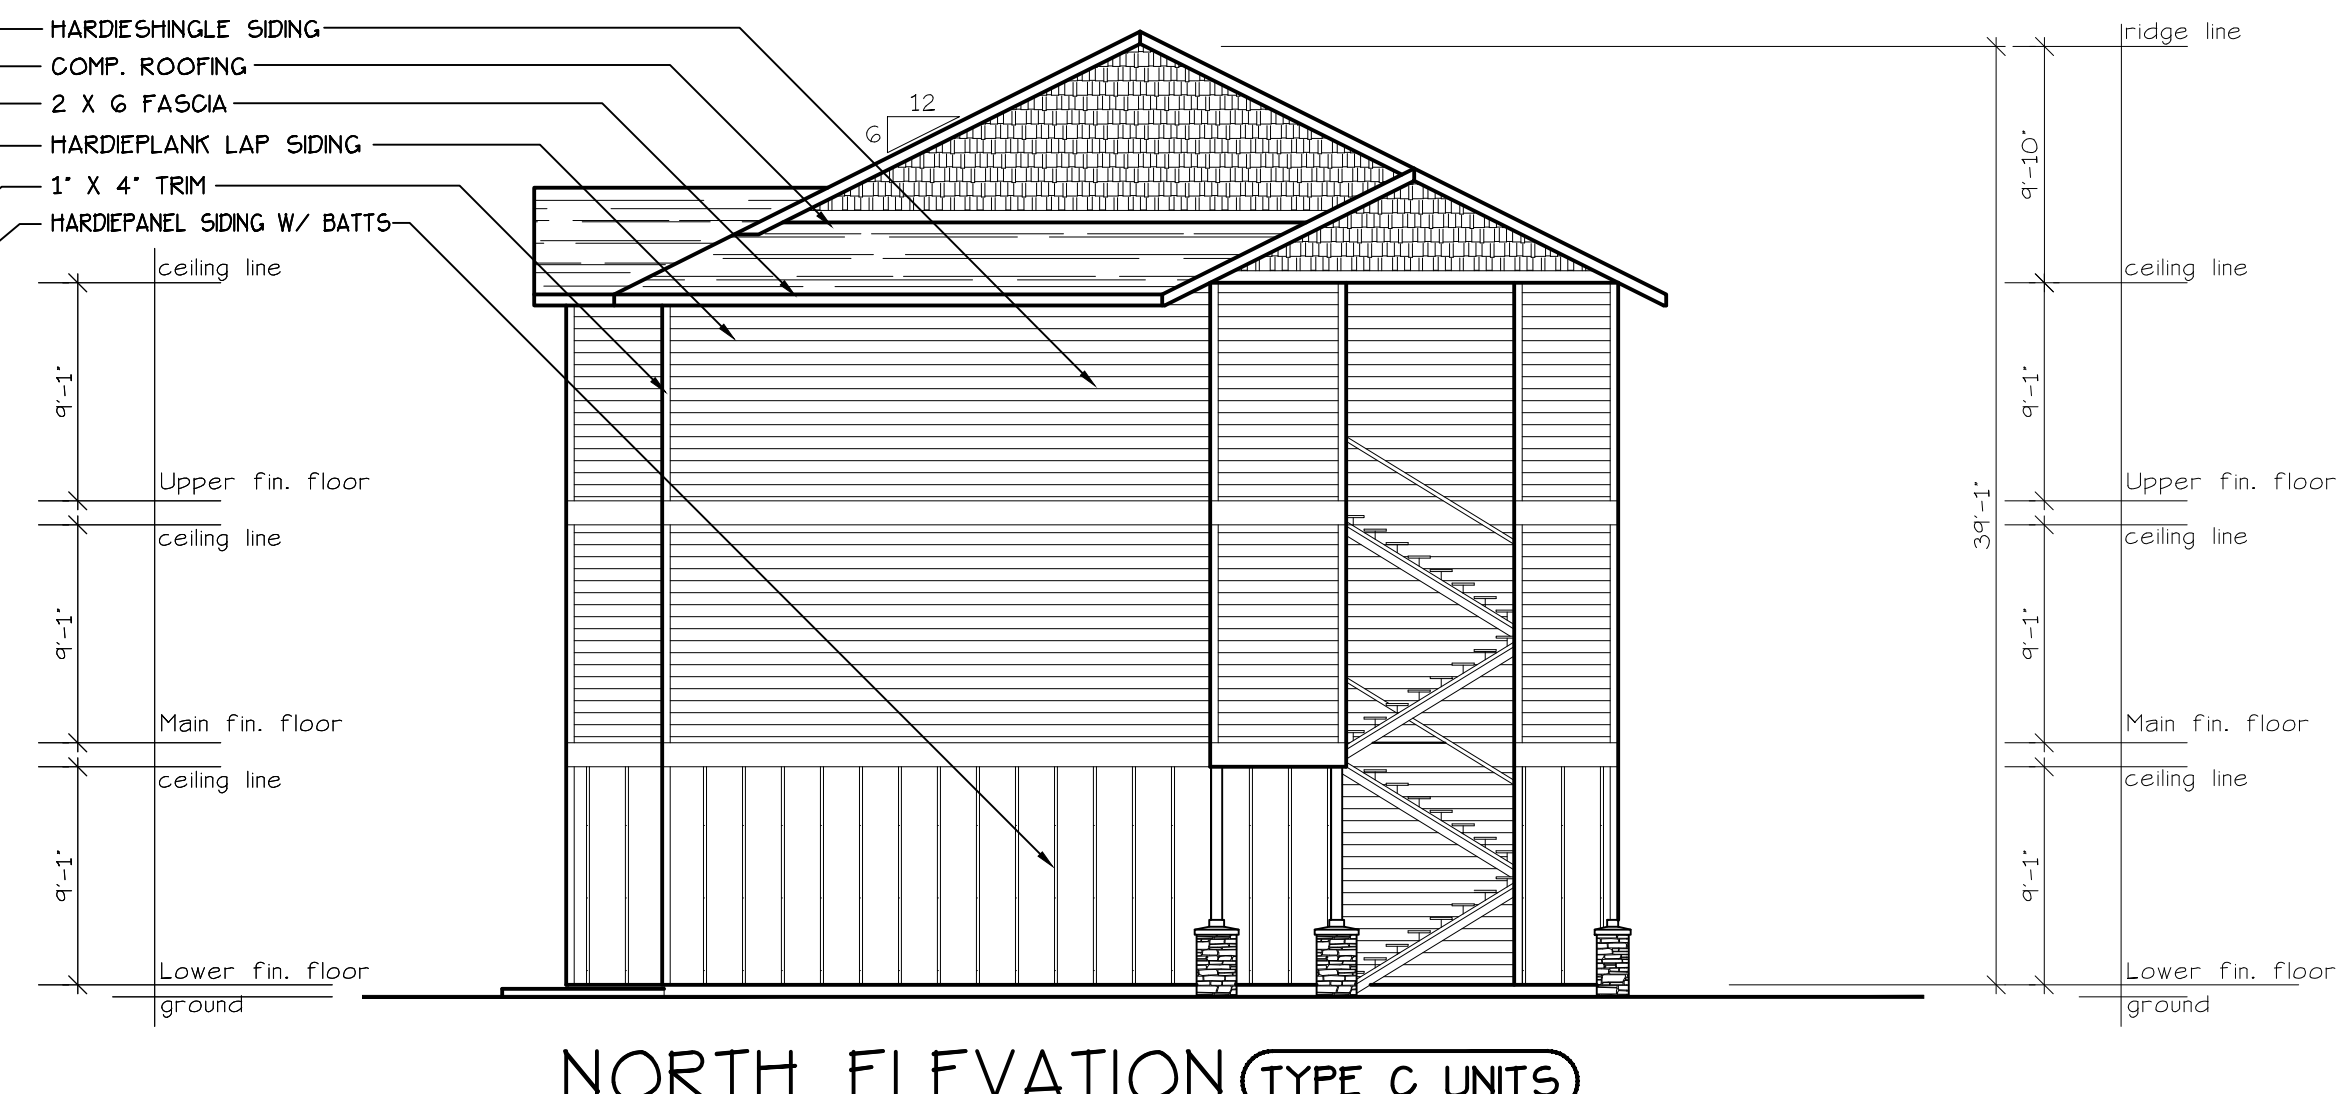 HARDIESHINGLE SIDING
COMP. ROOFING
2 X 6 FASCIA
HARDIEPLANK LAP SIDING
1" X 4" TRIM
HARDIEPANEL SIDING W/ BATTS
12
6
ceiling line
9'-1"
Upper fin. floor
ceiling line
9'-1"
Main fin. floor
ceiling line
9'-1"
Lower fin. floor
ground
39'-1"
ridge line
9'-10"
ceiling line
9'-1"
Upper fin. floor
ceiling line
9'-1"
Main fin. floor
ceiling line
9'-1"
Lower fin. floor
ground
NORTH ELEVATION TYPE C UNITS